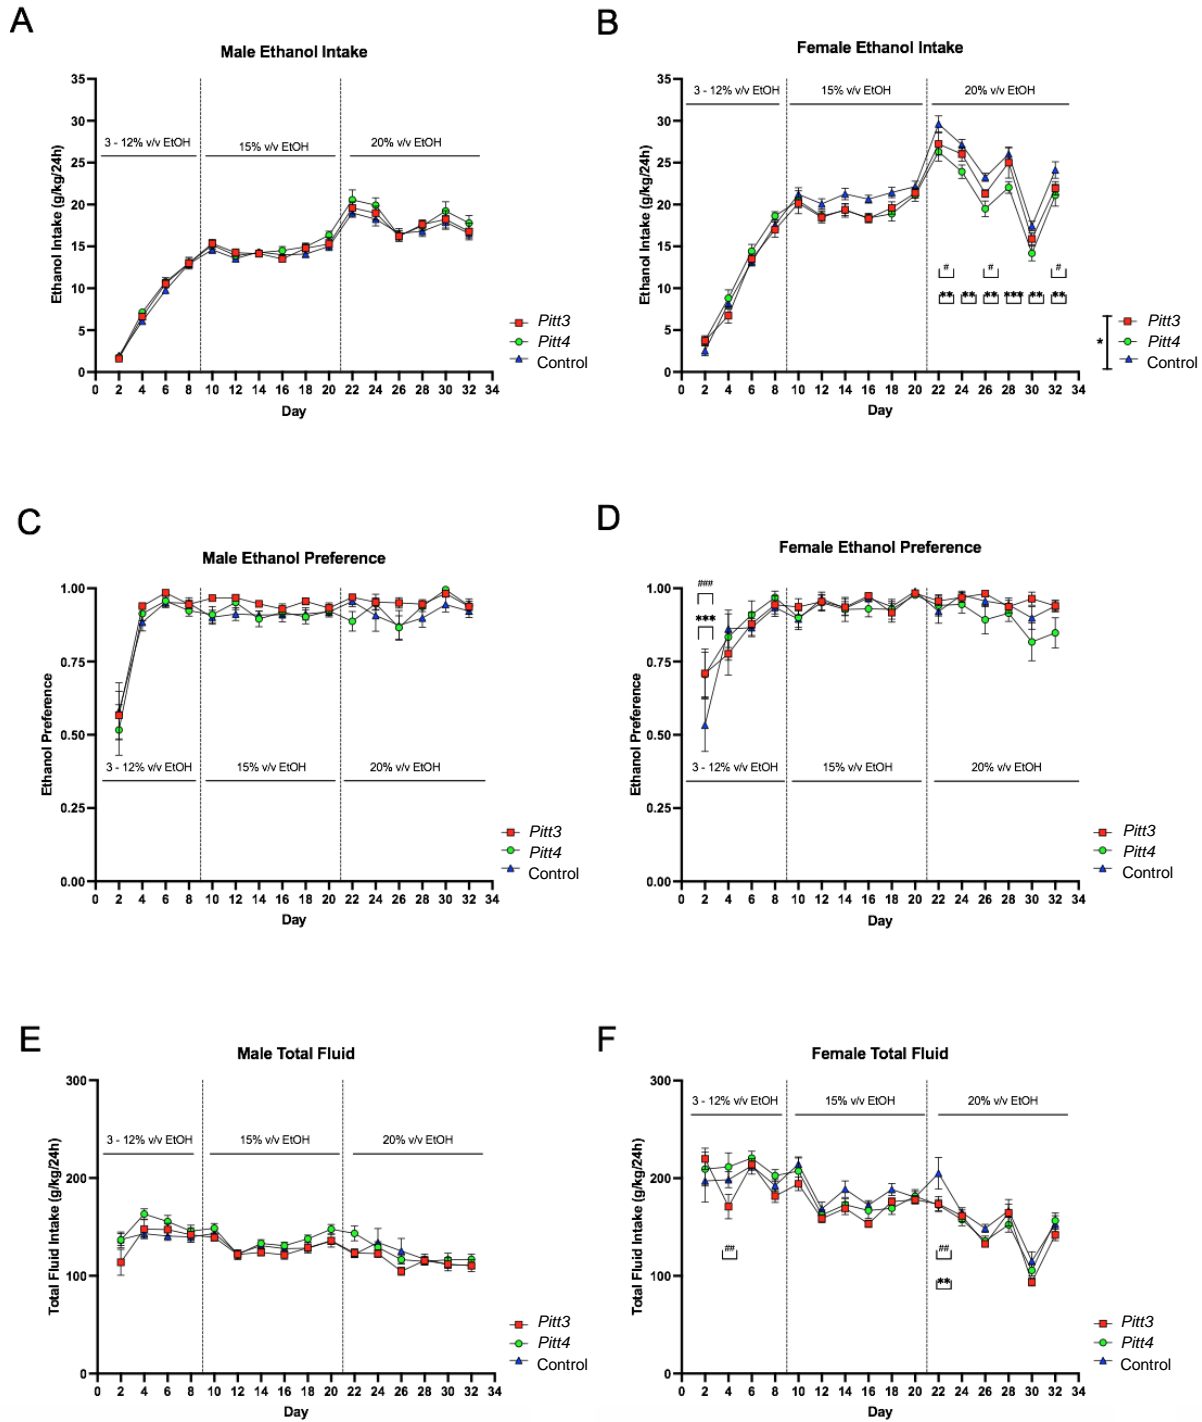 A
Male Ethanol Intake
Ethanol Intake (g/kg/24h)
35
30
25
20
15
10
5
0
3 - 12% v/v EtOH
15% v/v EtOH
20% v/v EtOH
0 2 4 6 8 10 12 14 16 18 20 22 24 26 28 30 32 34
Day
Pitt3
Pitt4
Control
B
Female Ethanol Intake
Ethanol Intake (g/kg/24h)
35
30
25
20
15
10
5
0
3 - 12% v/v EtOH
15% v/v EtOH
20% v/v EtOH
# # #
** ** ** *** ** **
0 2 4 6 8 10 12 14 16 18 20 22 24 26 28 30 32 34
Day
*
Pitt3
Pitt4
Control
C
Male Ethanol Preference
Ethanol Preference
1.00
0.75
0.50
0.25
0.00
3 - 12% v/v EtOH
15% v/v EtOH
20% v/v EtOH
0 2 4 6 8 10 12 14 16 18 20 22 24 26 28 30 32 34
Day
Pitt3
Pitt4
Control
D
Female Ethanol Preference
Ethanol Preference
1.00
0.75
0.50
0.25
0.00
###
***
3 - 12% v/v EtOH
15% v/v EtOH
20% v/v EtOH
0 2 4 6 8 10 12 14 16 18 20 22 24 26 28 30 32 34
Day
Pitt3
Pitt4
Control
E
Male Total Fluid
Total Fluid Intake (g/kg/24h)
300
200
100
0
3 - 12% v/v EtOH
15% v/v EtOH
20% v/v EtOH
0 2 4 6 8 10 12 14 16 18 20 22 24 26 28 30 32 34
Day
Pitt3
Pitt4
Control
F
Female Total Fluid
Total Fluid Intake (g/kg/24h)
300
200
100
0
3 - 12% v/v EtOH
15% v/v EtOH
20% v/v EtOH
## ##
**
0 2 4 6 8 10 12 14 16 18 20 22 24 26 28 30 32 34
Day
Pitt3
Pitt4
Control